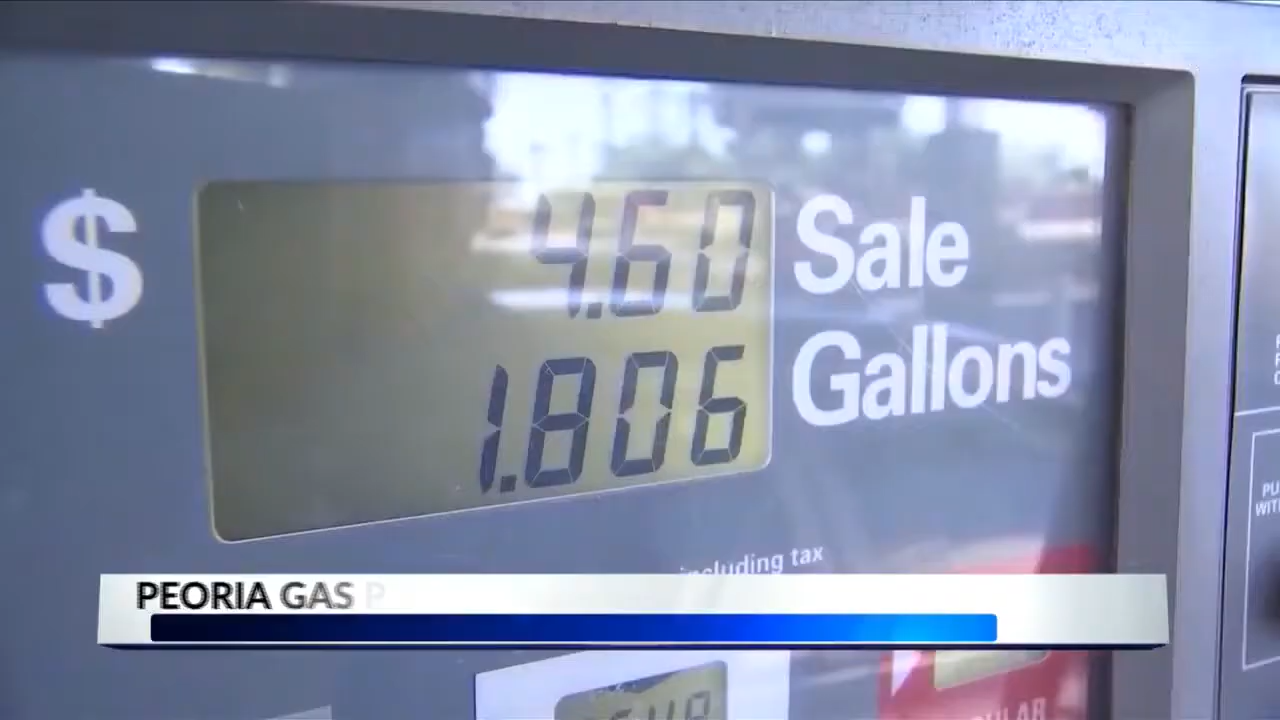 $ 4.60 Sale
1.806 Gallons
including tax
PEORIA GAS P